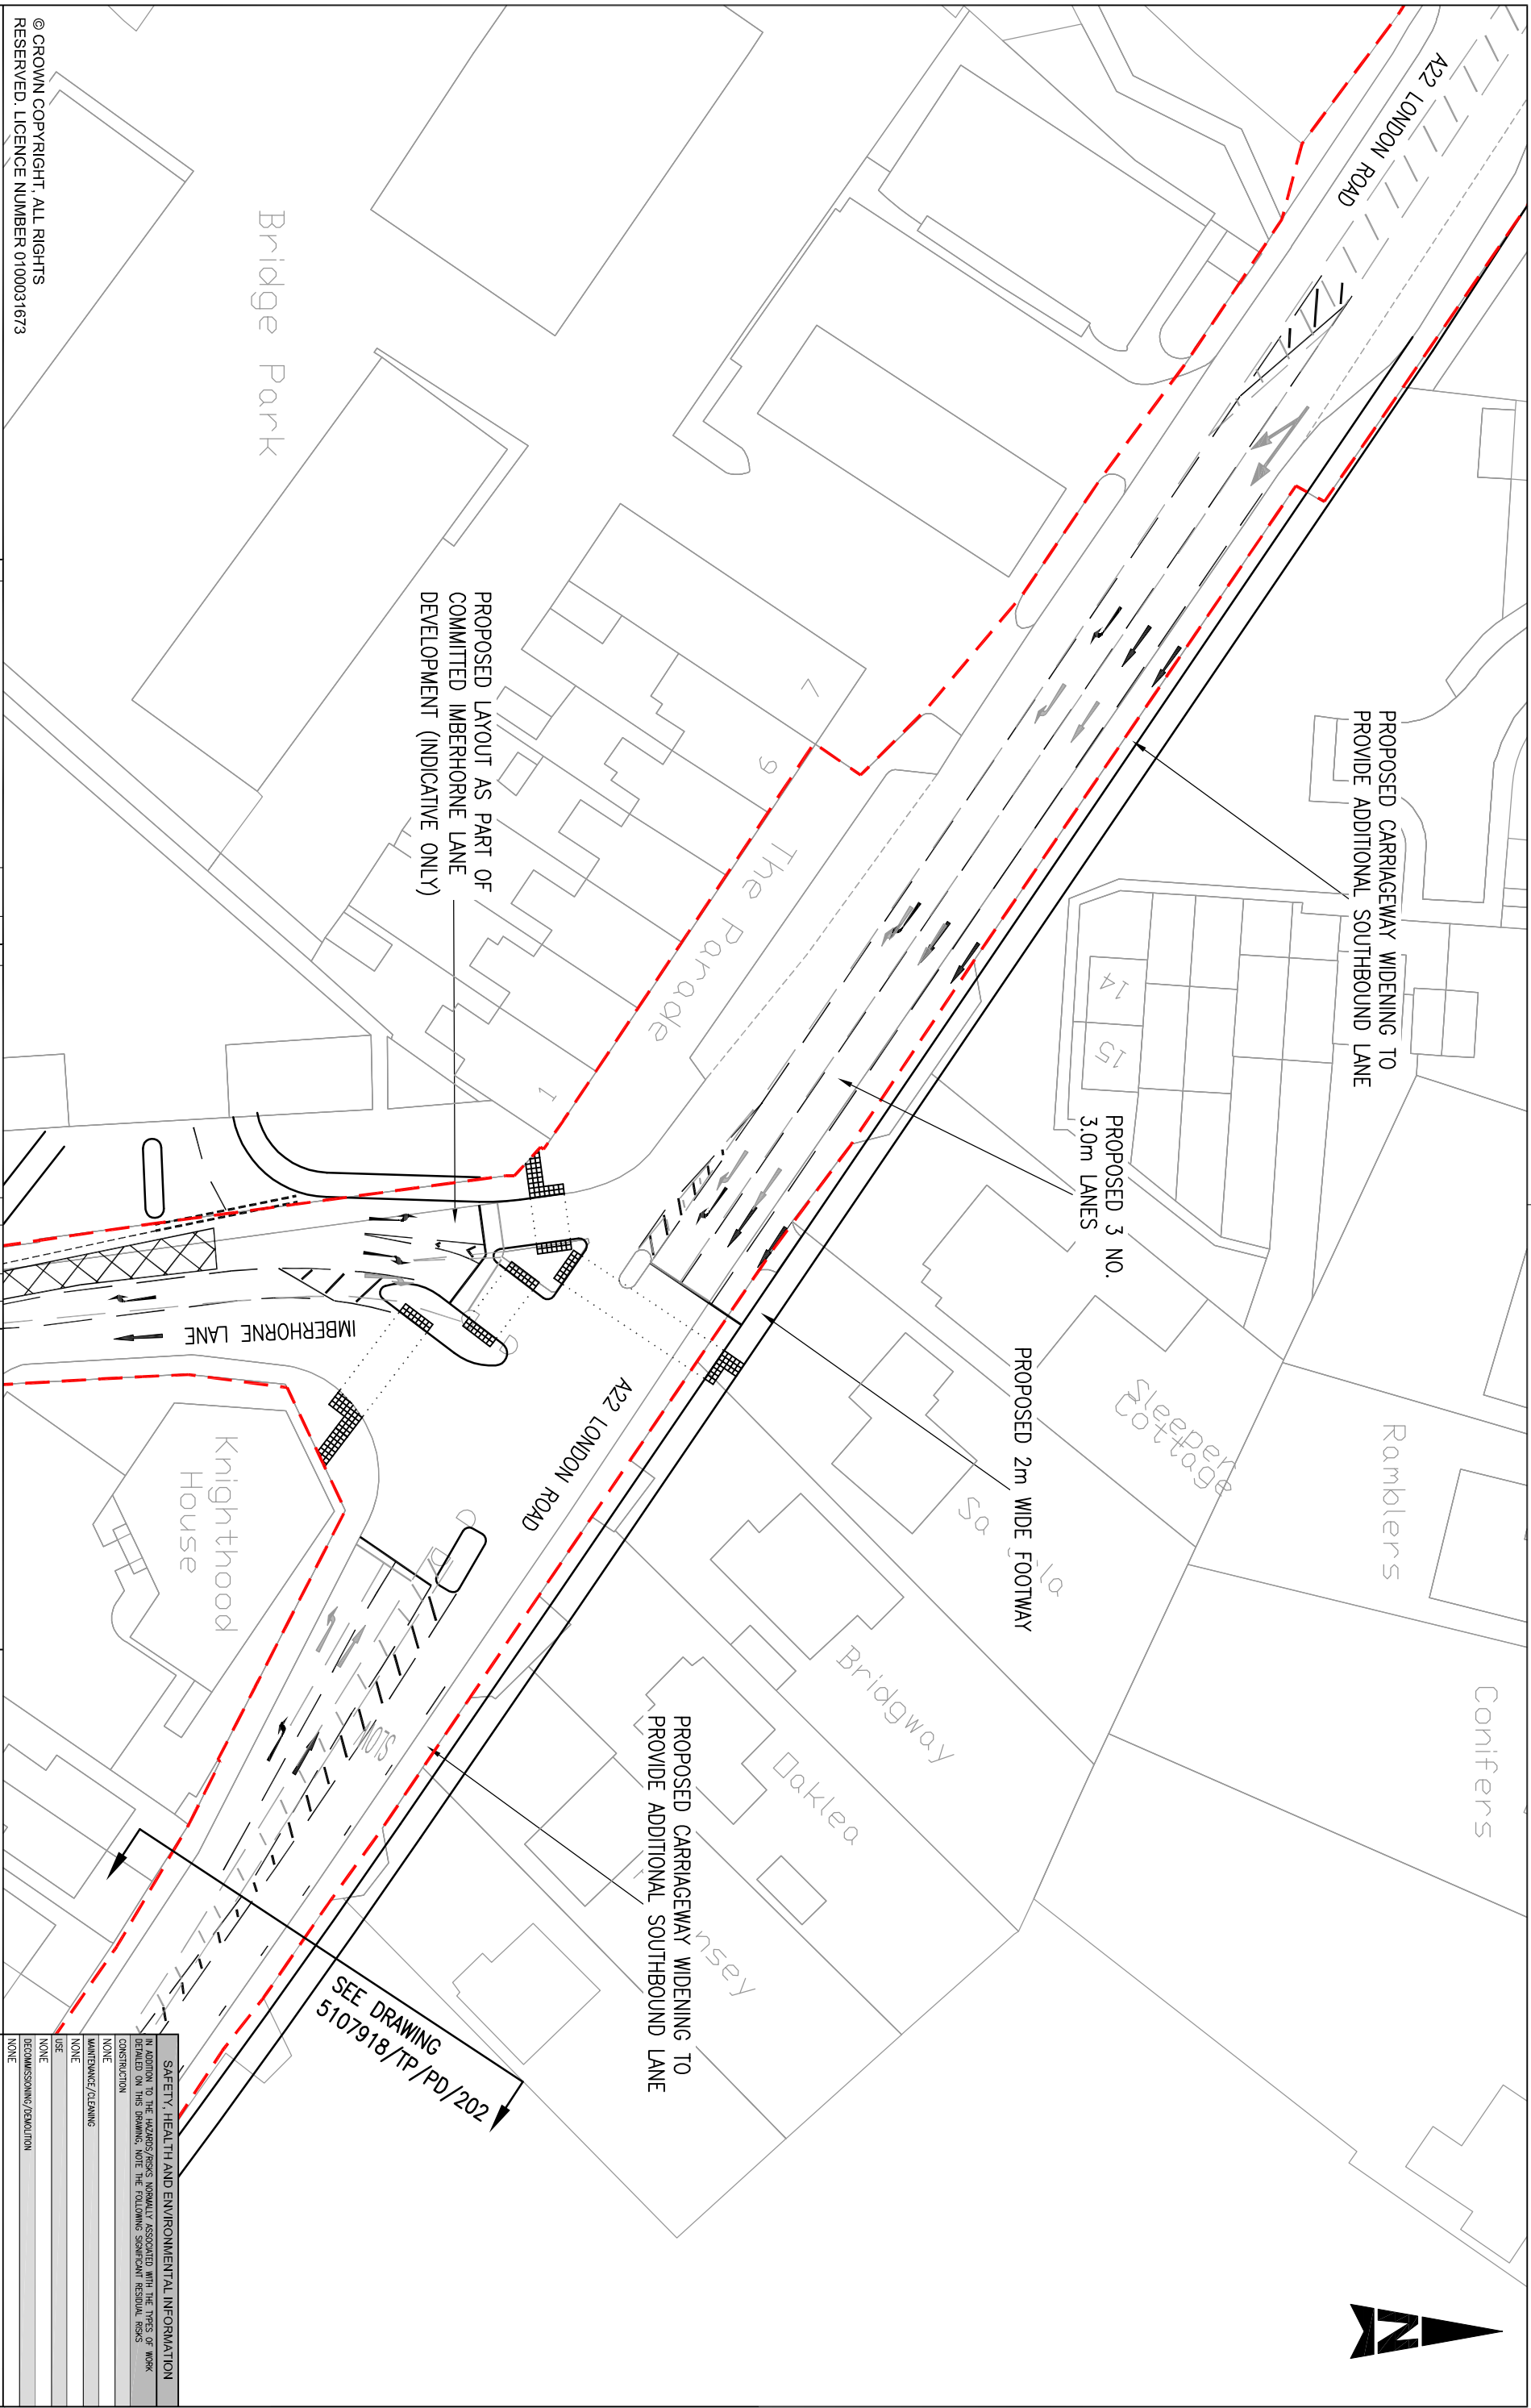 A22 LONDON ROAD
PROPOSED CARRIAGEWAY WIDENING TO
PROVIDE ADDITIONAL SOUTHBOUND LANE
PROPOSED 3 NO.
3.0m LANES
14
15
PROPOSED 2m WIDE FOOTWAY
Ramblers
Conifers
Sleeper
Cottage
Bridgway
Oaklea
PROPOSED CARRIAGEWAY WIDENING TO
PROVIDE ADDITIONAL SOUTHBOUND LANE
SEE DRAWING
5107918/TP/PD/202
A22 LONDON ROAD
SLOW
7
9
The Parade
1
PROPOSED LAYOUT AS PART OF
COMMITTED IMBERHORNE LANE
DEVELOPMENT (INDICATIVE ONLY)
IMBERHORNE LANE
Knighthood
House
Bridge Park
© CROWN COPYRIGHT, ALL RIGHTS
RESERVED. LICENCE NUMBER 0100031673
N
SAFETY, HEALTH AND ENVIRONMENTAL INFORMATION
IN ADDITION TO THE HAZARDS/RISKS NORMALLY ASSOCIATED WITH THE TYPES OF WORK
DETAILED ON THIS DRAWING, NOTE THE FOLLOWING SIGNIFICANT RESIDUAL RISKS
CONSTRUCTION
NONE
MAINTENANCE/CLEANING
NONE
USE
NONE
DECOMMISSIONING/DEMOLITION
NONE